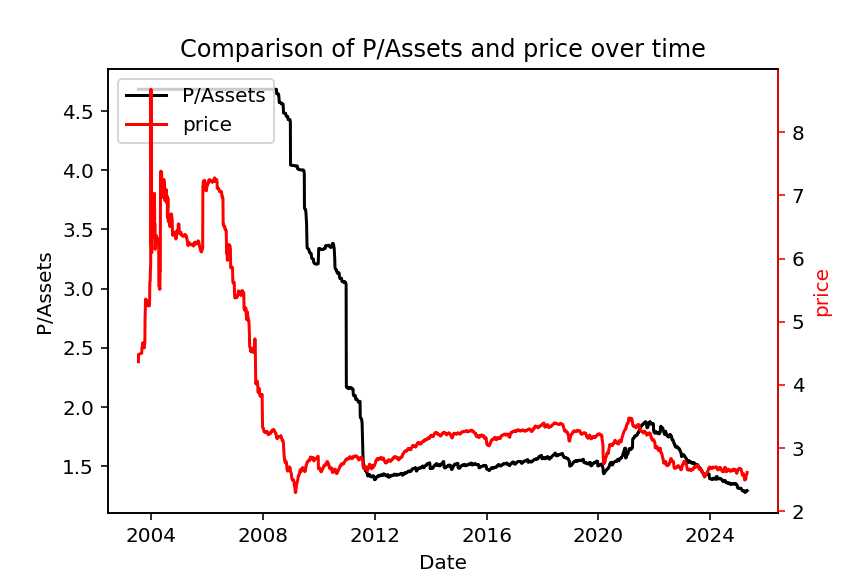 Comparison of P/Assets and price over time
P/Assets
price
4.5
4.0
3.5
3.0
2.5
2.0
1.5
P/Assets
8
7
6
5
4
3
2
price
2004 2008 2012 2016 2020 2024
Date